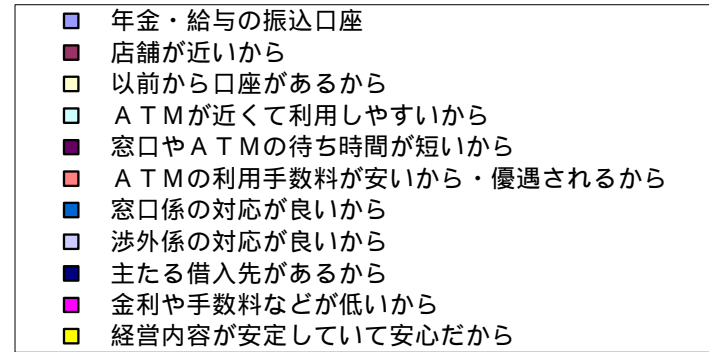 年金・給与の振込口座
店舗が近いから
以前から口座があるから
ＡＴＭが近くて利用しやすいから
窓口やＡＴＭの待ち時間が短いから
ＡＴＭの利用手数料が安いから・優遇されるから
窓口係の対応が良いから
渉外係の対応が良いから
主たる借入先があるから
金利や手数料などが低いから
経営内容が安定していて安心だから